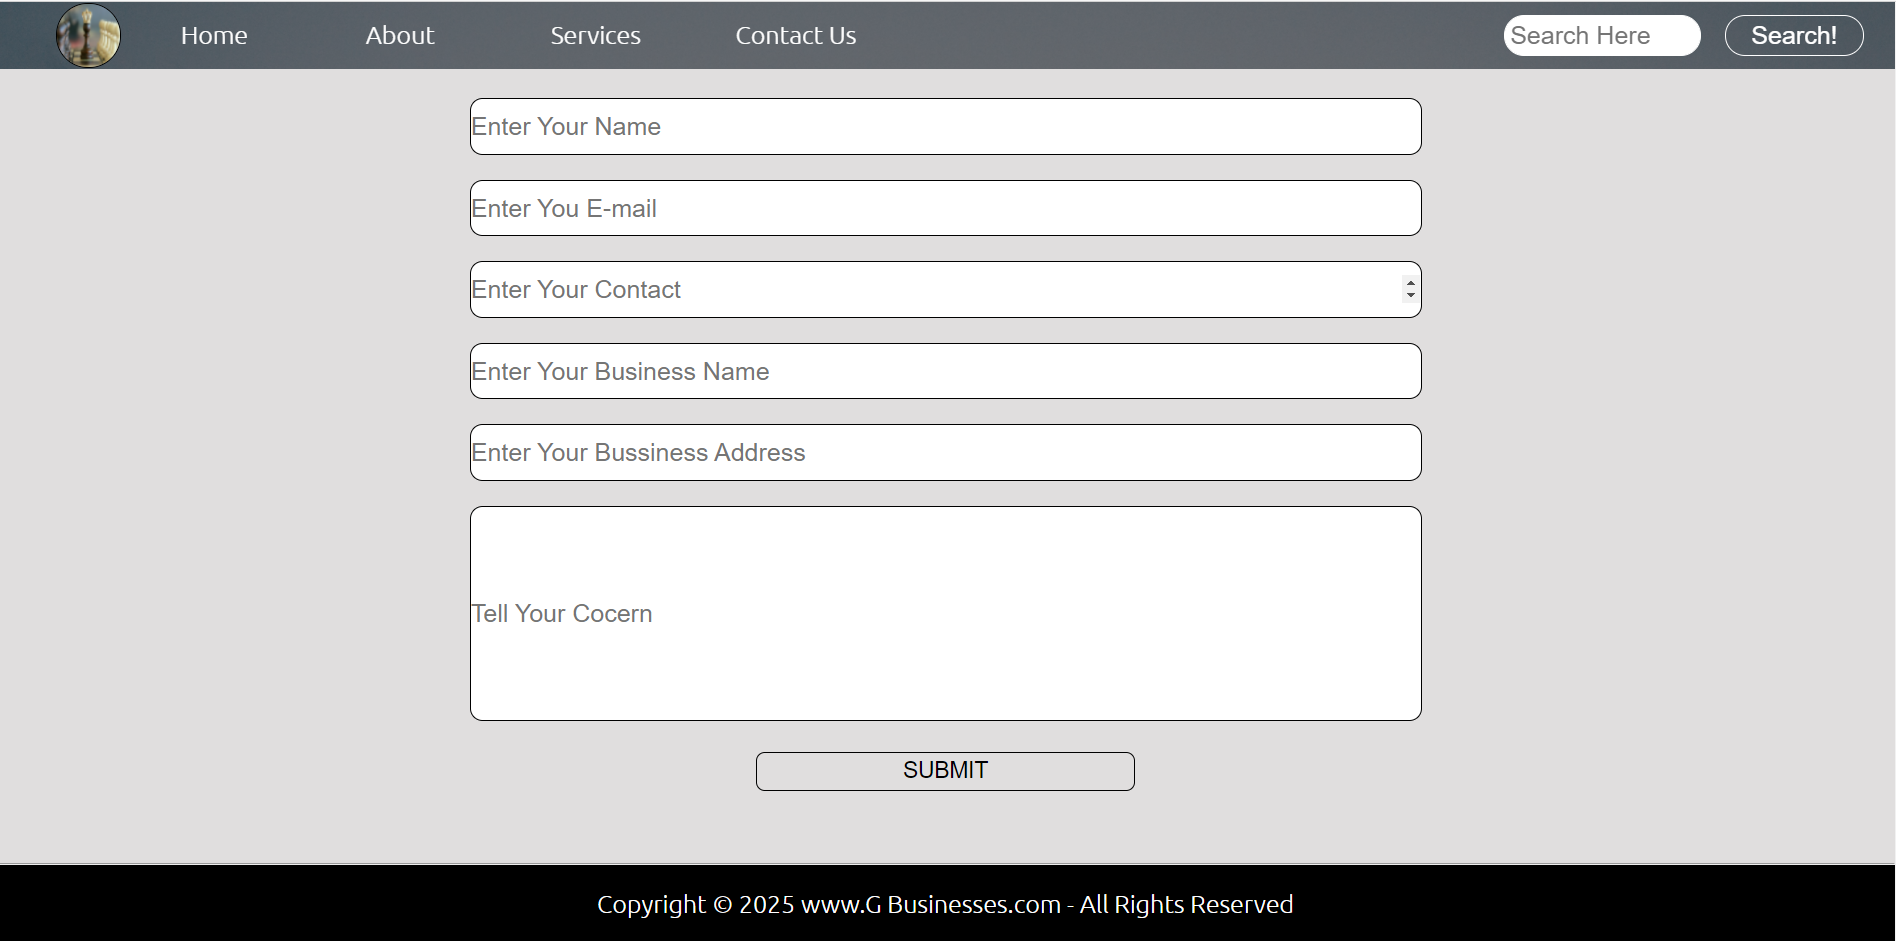 Home About Services Contact Us Search Here Search!
Enter Your Name
Enter You E-mail
Enter Your Contact
Enter Your Business Name
Enter Your Bussiness Address
Tell Your Cocern
SUBMIT
Copyright © 2025 www.G Businesses.com - All Rights Reserved